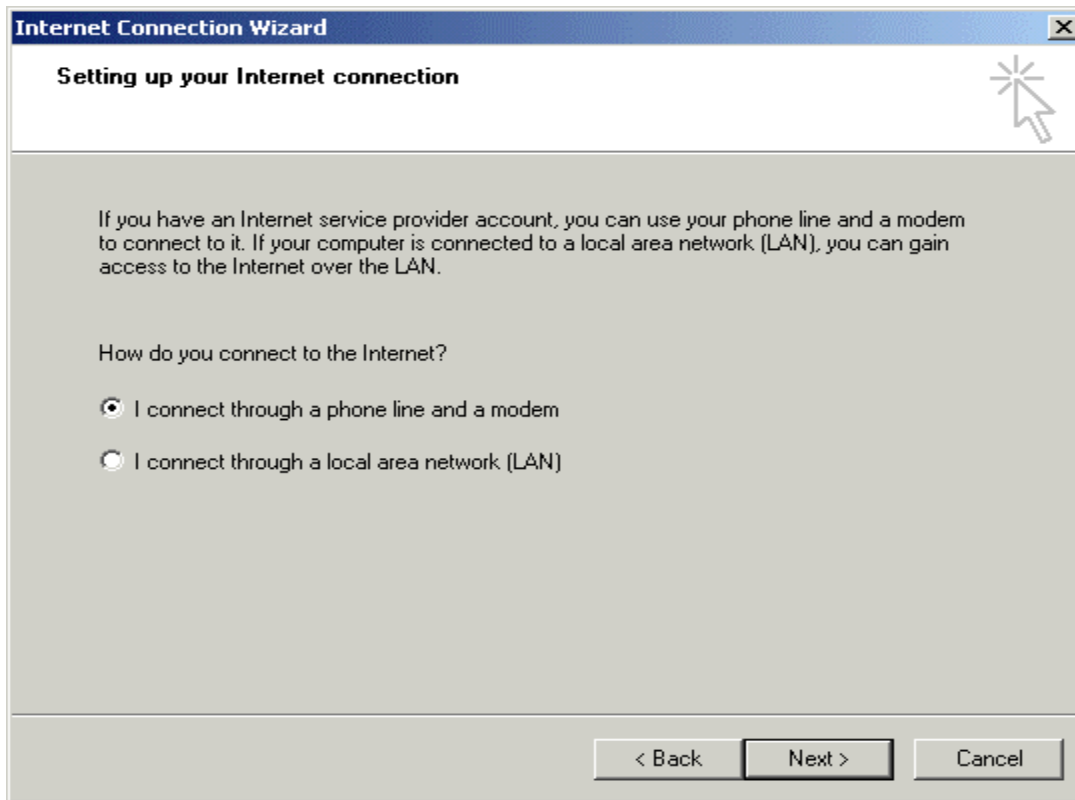 Internet Connection Wizard
Setting up your Internet connection
If you have an Internet service provider account, you can use your phone line and a modem
to connect to it. If your computer is connected to a local area network (LAN), you can gain
access to the Internet over the LAN.
How do you connect to the Internet?
I connect through a phone line and a modem
I connect through a local area network (LAN)
< Back Next > Cancel